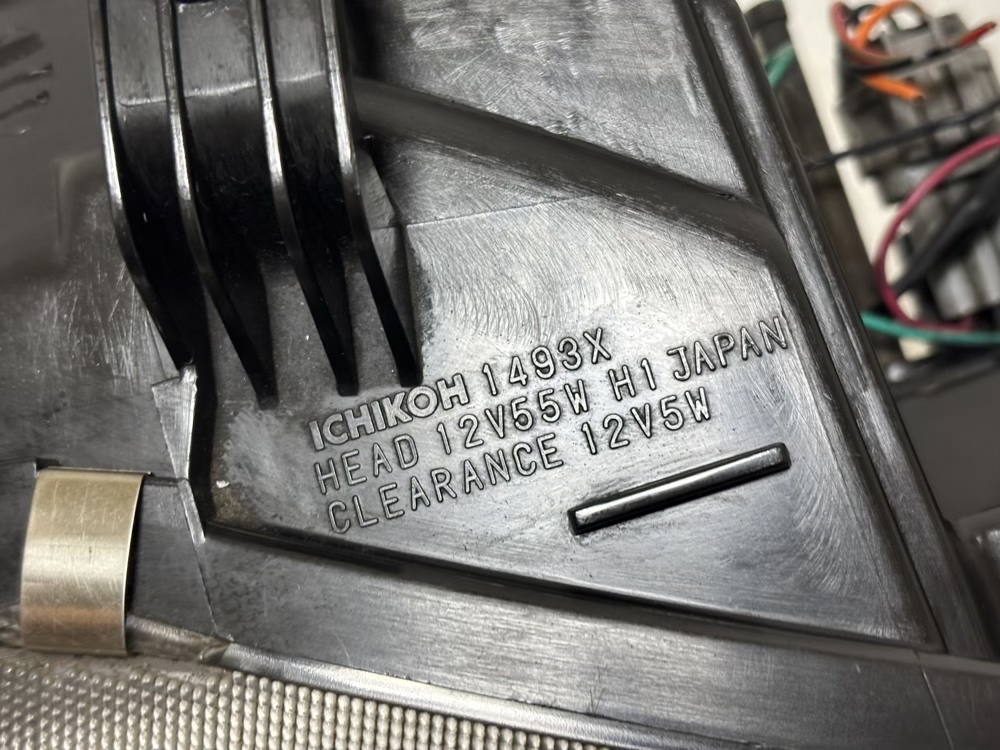 ICHIKOH 1493X
HEAD 12V55W H1 JAPAN
CLEARANCE 12V5W